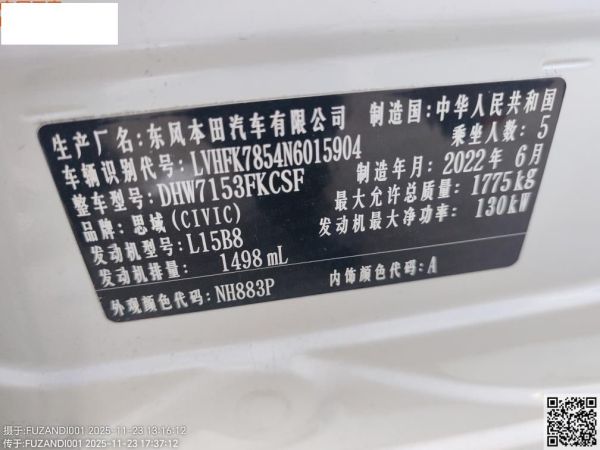 生产厂名:东风本田汽车有限公司 制造国:中华人民共和国
车辆识别代号:LVHFK7854N6015904 乘坐人数:5
整车型号:DHW7153FKCSF 制造年月:2022年6月
品牌:思域(CIVIC) 最大允许总质量:1775kg
发动机型号:L15B8 发动机最大净功率:130kW
发动机排量: 1498mL
外观颜色代码:NH883P 内饰颜色代码:A
摄于:FUZANDI001 2025-11-23 13:16:12
传于:FUZANDI001 2025-11-23 17:37:12